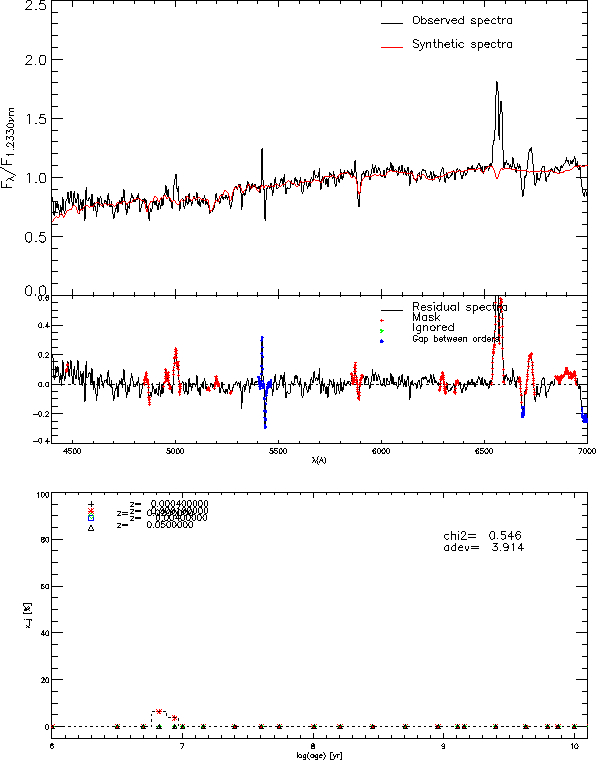 2.5
Observed spectra
Synthetic spectra
2.0
1.5
1.0
0.5
0.0
Residual spectra
Mask
Ignored
Gap between orders
0.6
0.4
0.2
0.0
-0.2
-0.4
4500 5000 5500 6000 6500 7000
λ(A)
100
80
60
40
20
0
z= 0.000400000
z= 0.00400000
z= 0.0500000
chi2= 0.546
adev= 3.914
x_j [%]
6 7 8 9 10
log(age) [yr]